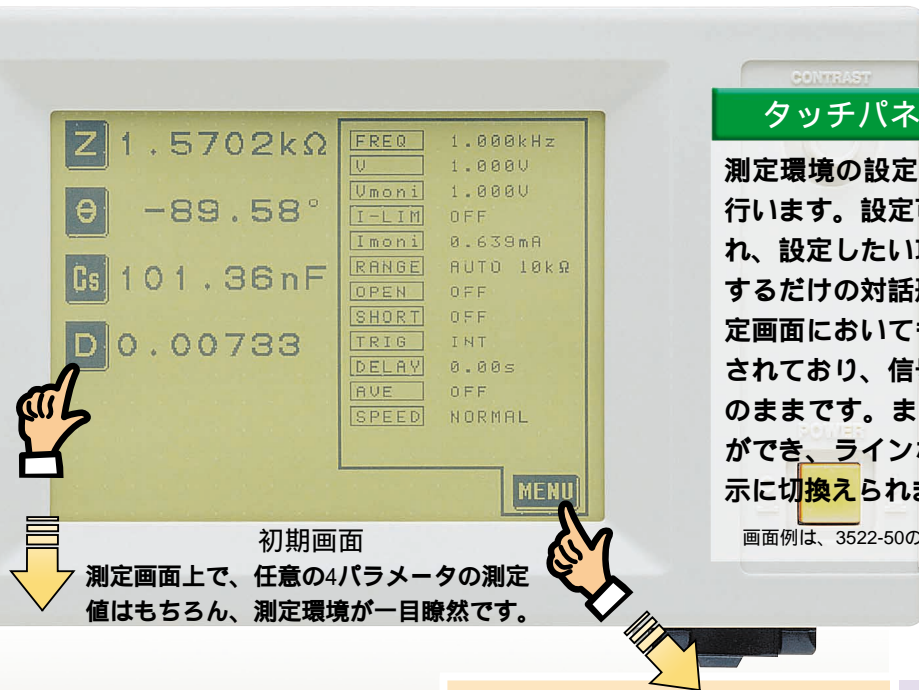 CONTRAST
Z 1.5702kΩ
θ -89.58°
Cs 101.36nF
D 0.00733
FREQ 1.000kHz
V 1.000V
Vmoni 1.000V
I-LIM OFF
Imoni 0.639mA
RANGE AUTO 10kΩ
OPEN OFF
SHORT OFF
TRIG INT
DELAY 0.00s
AVE OFF
SPEED NORMAL
MENU
初期画面
測定画面上で、任意の4パラメータの測定
値はもちろん、測定環境が一目瞭然です。
タッチパネ
測定環境の設定
行います。設定
れ、設定したい
するだけの対話
定画面において
されており、信
のままです。ま
POWER
ができ、ライン
示に切換えられ
画面例は、3522-50の